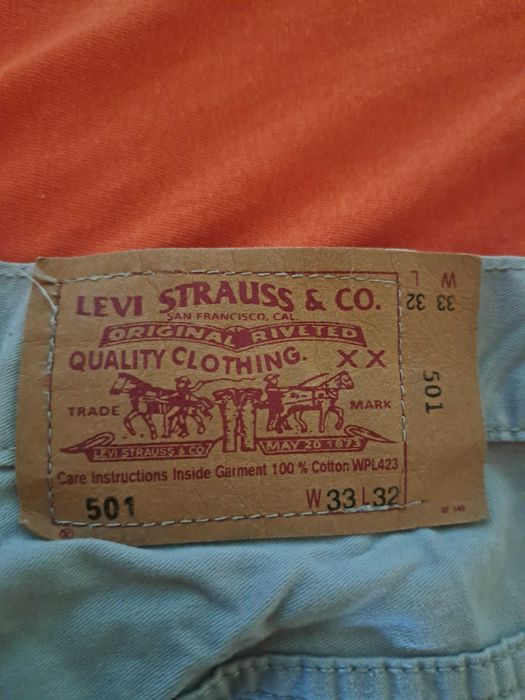 LEVI STRAUSS & CO.
SAN FRANCISCO, CAL.
ORIGINAL RIVETED
QUALITY CLOTHING. XX
TRADE MARK
LEVI STRAUSS & CO
MAY 20 1873
Care Instructions Inside Garment 100 % Cotton WPL423
501 W33 L32
®
W L
33 32
501